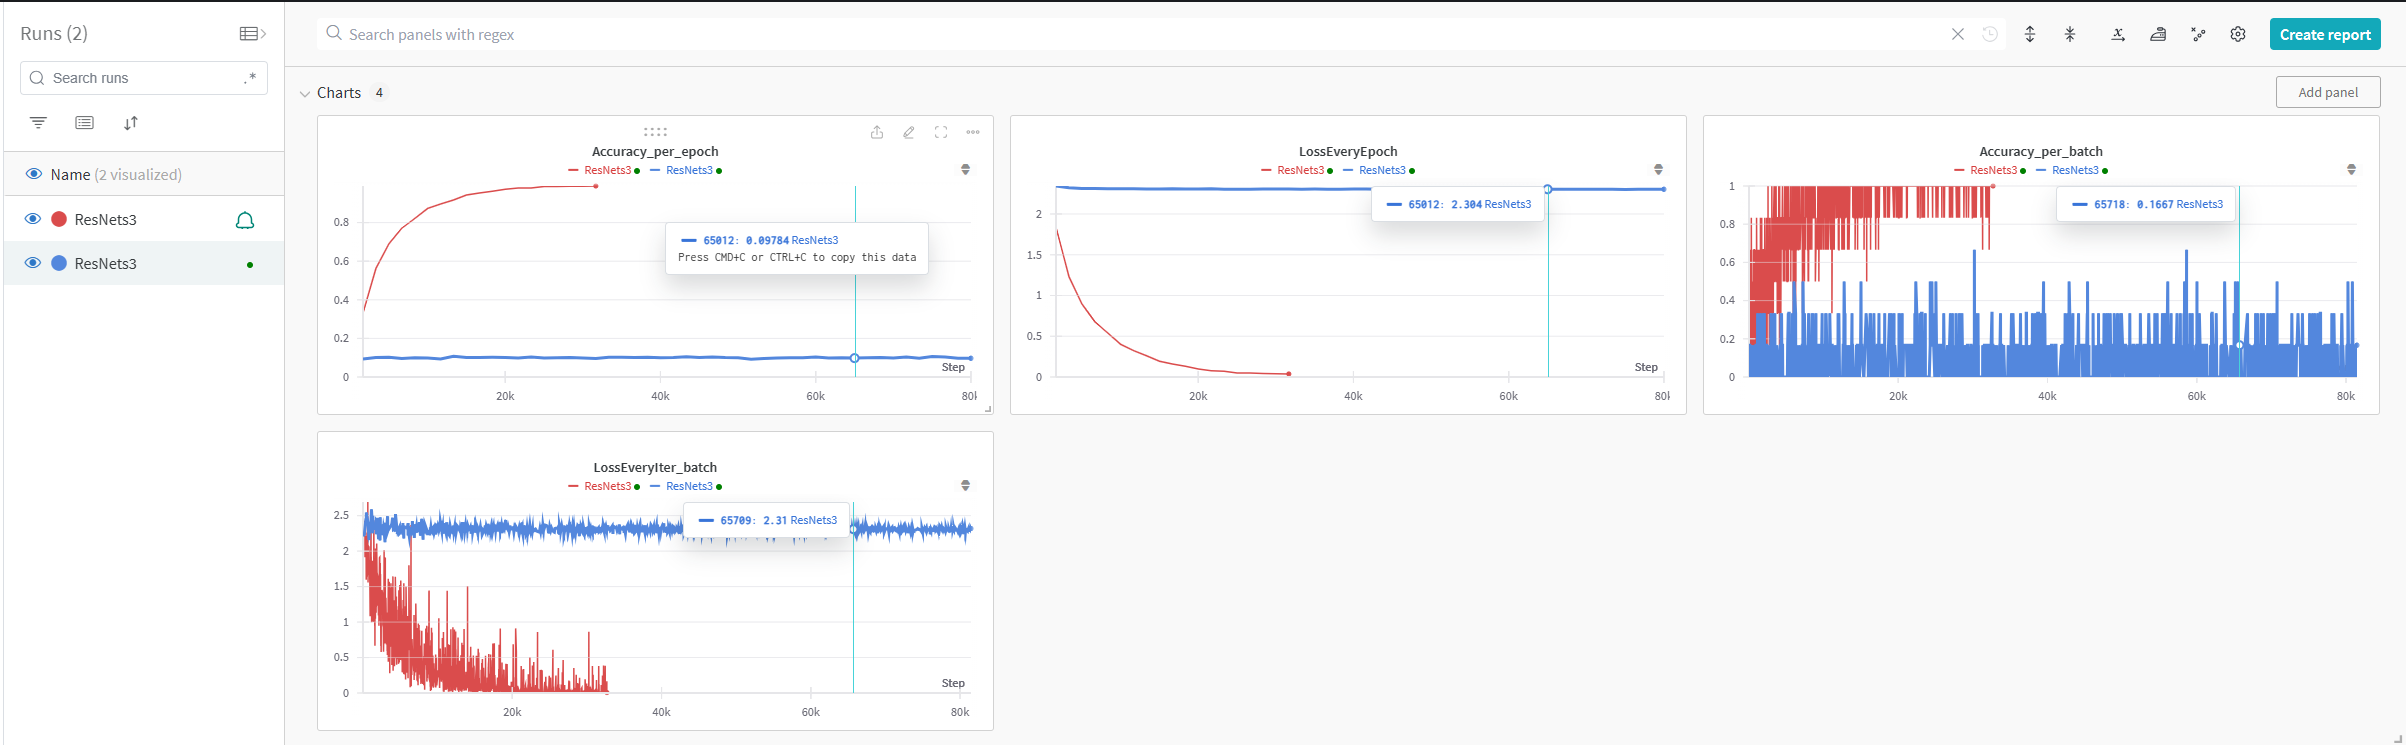 Runs (2)
Search runs
.*
Name (2 visualized)
ResNets3
ResNets3
Search panels with regex
Create report
Charts 4
Add panel
Accuracy_per_epoch
ResNets3 ResNets3
0.8
0.6
0.4
0.2
0
65012: 0.09784 ResNets3
Press CMD+C or CTRL+C to copy this data
Step
20k 40k 60k 80k
LossEveryEpoch
ResNets3 ResNets3
2
1.5
1
0.5
0
65012: 2.304 ResNets3
Step
20k 40k 60k 80k
Accuracy_per_batch
ResNets3 ResNets3
1
0.8
0.6
0.4
0.2
0
65718: 0.1667 ResNets3
20k 40k 60k 80k
LossEveryIter_batch
ResNets3 ResNets3
2.5
2
1.5
1
0.5
0
65709: 2.31 ResNets3
Step
20k 40k 60k 80k